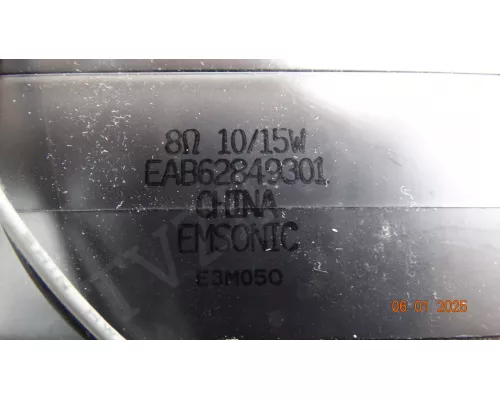 8Ω 10/15W
EAB62849301
CHINA
EMSONIC
E3M050
06 07 2025